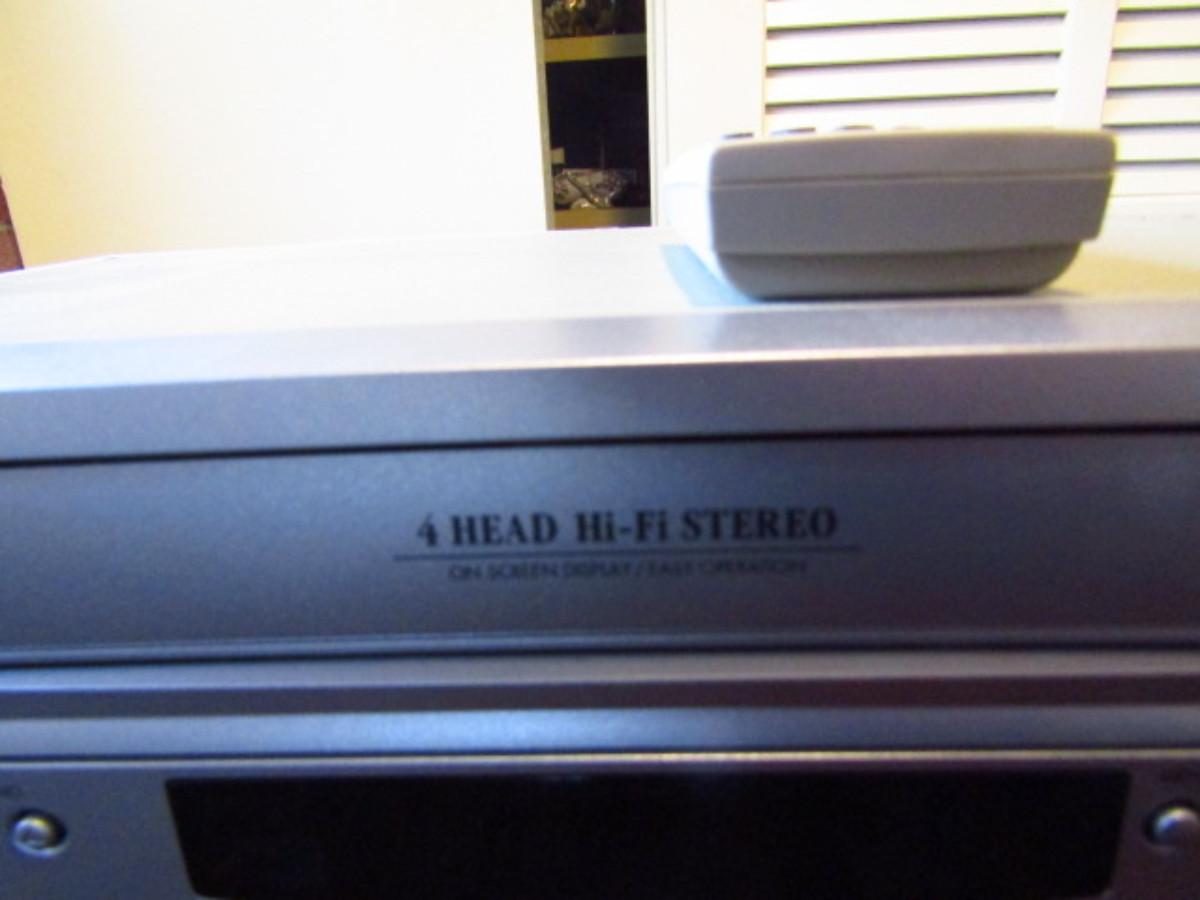 4 HEAD Hi-Fi STEREO
ON SCREEN DISPLAY / EASY OPERATION